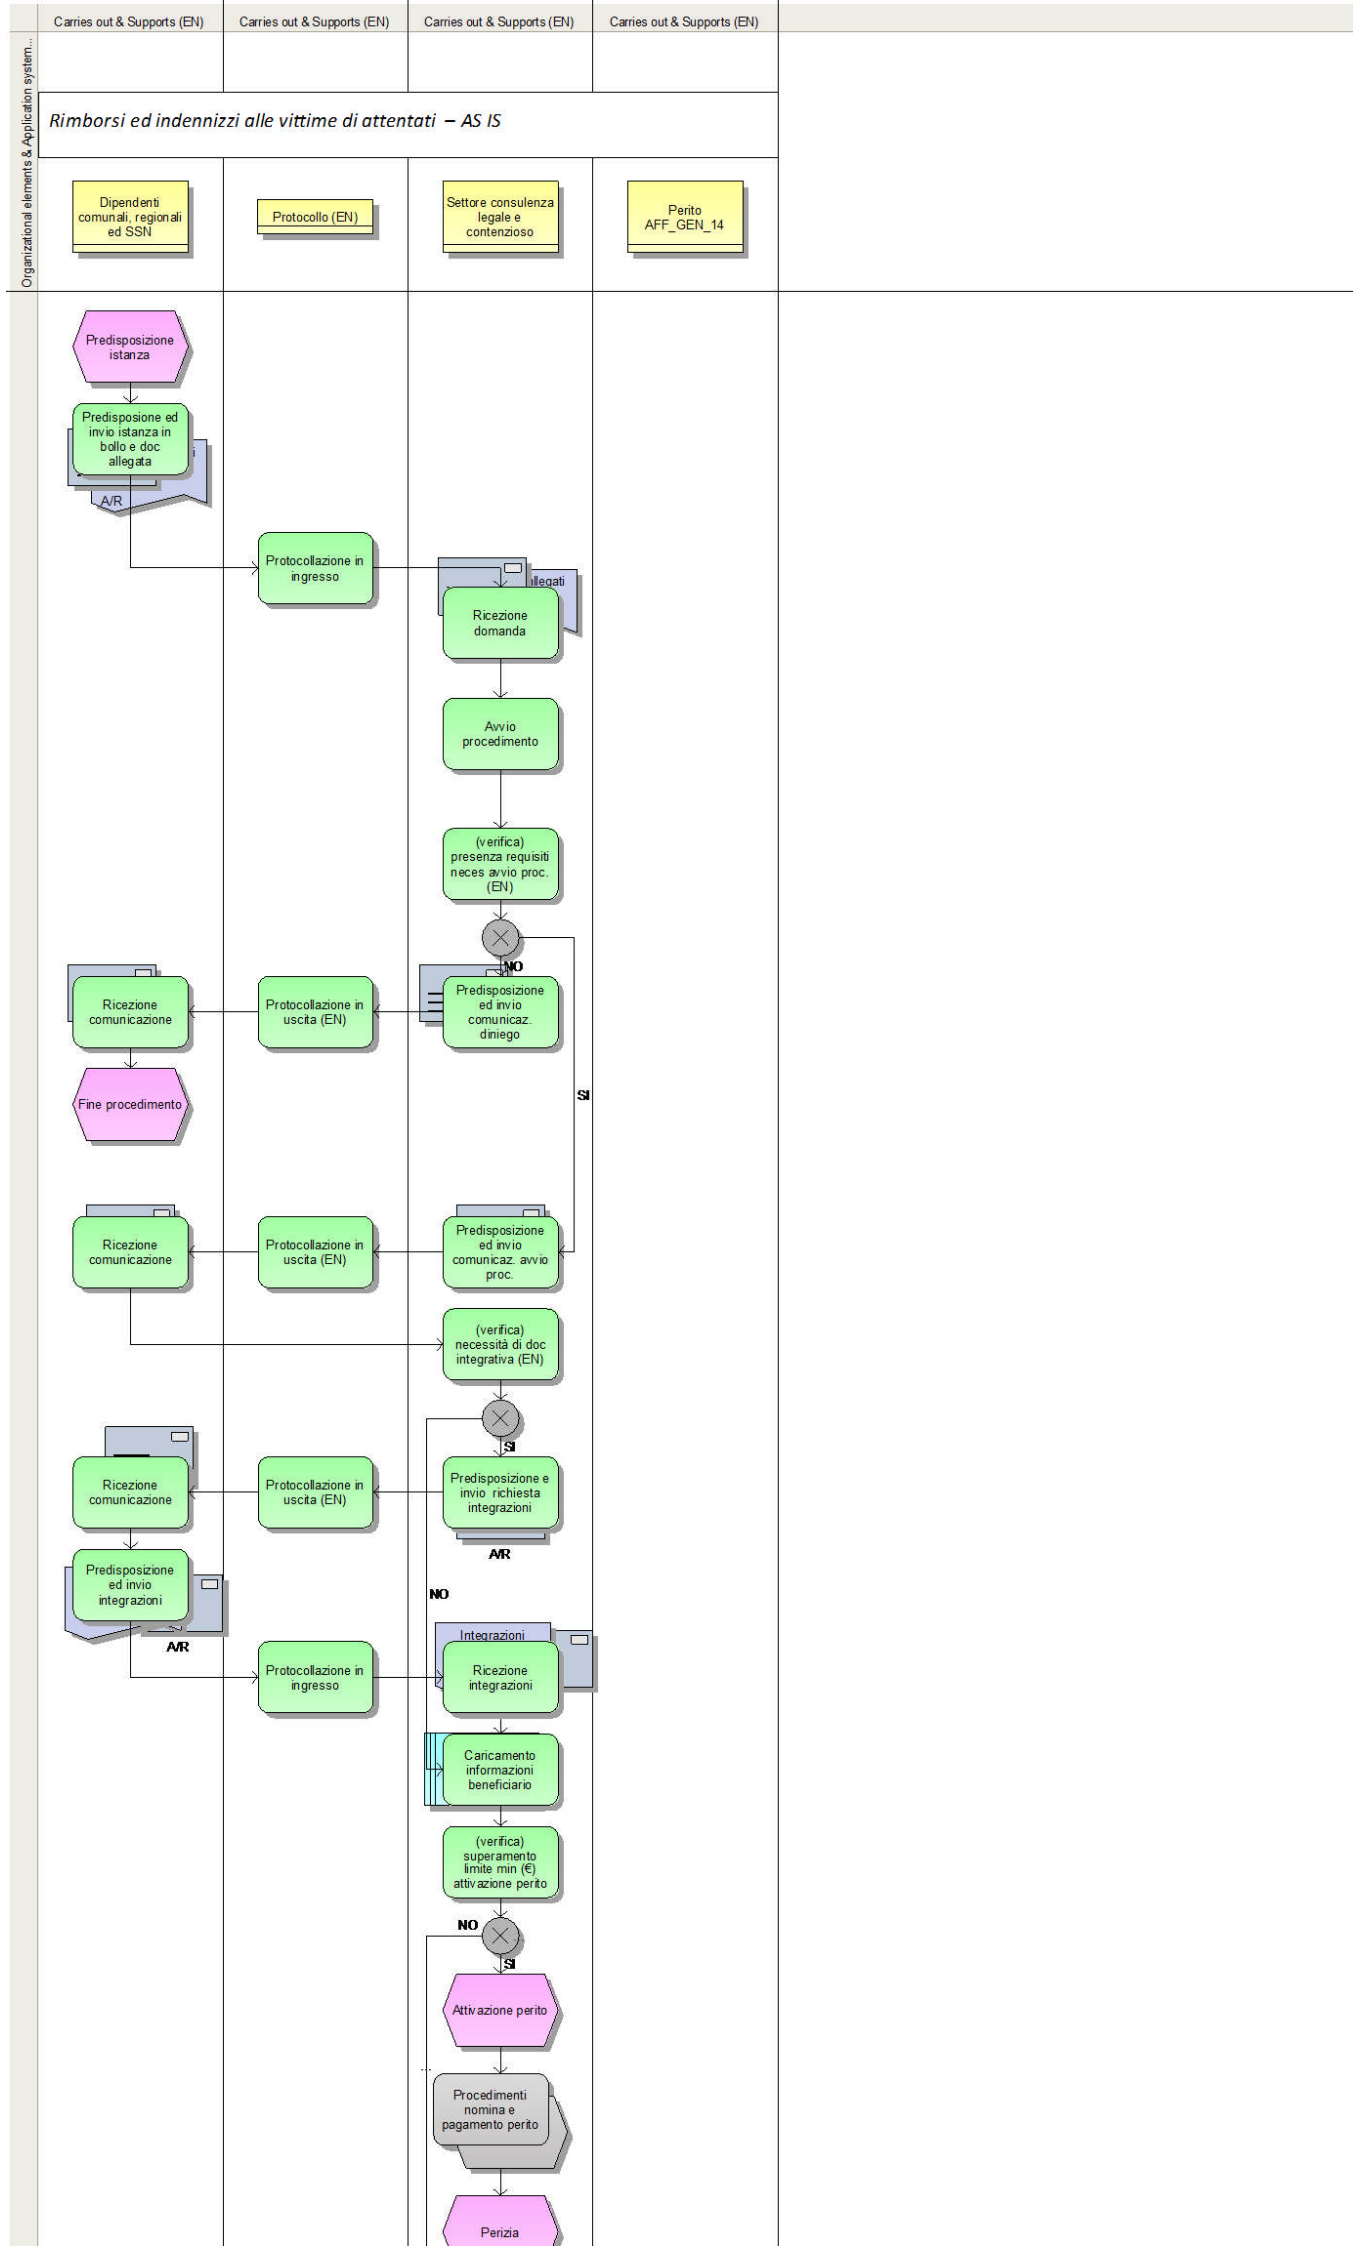 Carries out & Supports (EN)
Carries out & Supports (EN)
Carries out & Supports (EN)
Carries out & Supports (EN)
Organizational elements & Application system...
Rimborsi ed indennizzi alle vittime di attentati – AS IS
Dipendenti
comunali, regionali
ed SSN
Protocollo (EN)
Settore consulenza
legale e
contenzioso
Perito
AFF_GEN_14
Predisposizione
istanza
Predisposione ed
invio istanza in
bollo e doc
allegata
A/R
Protocollazione in
ingresso
llegati
Ricezione
domanda
Avvio
procedimento
(verifica)
presenza requisiti
neces avvio proc.
(EN)
NO
Ricezione
comunicazione
Protocollazione in
uscita (EN)
Predisposizione
ed invio
comunicaz.
diniego
Fine procedimento
SI
Ricezione
comunicazione
Protocollazione in
uscita (EN)
Predisposizione
ed invio
comunicaz. avvio
proc.
(verifica)
necessità di doc
integrativa (EN)
SI
Ricezione
comunicazione
Protocollazione in
uscita (EN)
Predisposizione e
invio richiesta
integrazioni
A/R
Predisposizione
ed invio
integrazioni
NO
A/R
Integrazioni
Protocollazione in
ingresso
Ricezione
integrazioni
Caricamento
informazioni
beneficiario
(verifica)
superamento
limite min (€)
attivazione perito
NO
SI
Attivazione perito
...
Procedimenti
nomina e
pagamento perito
Perizia